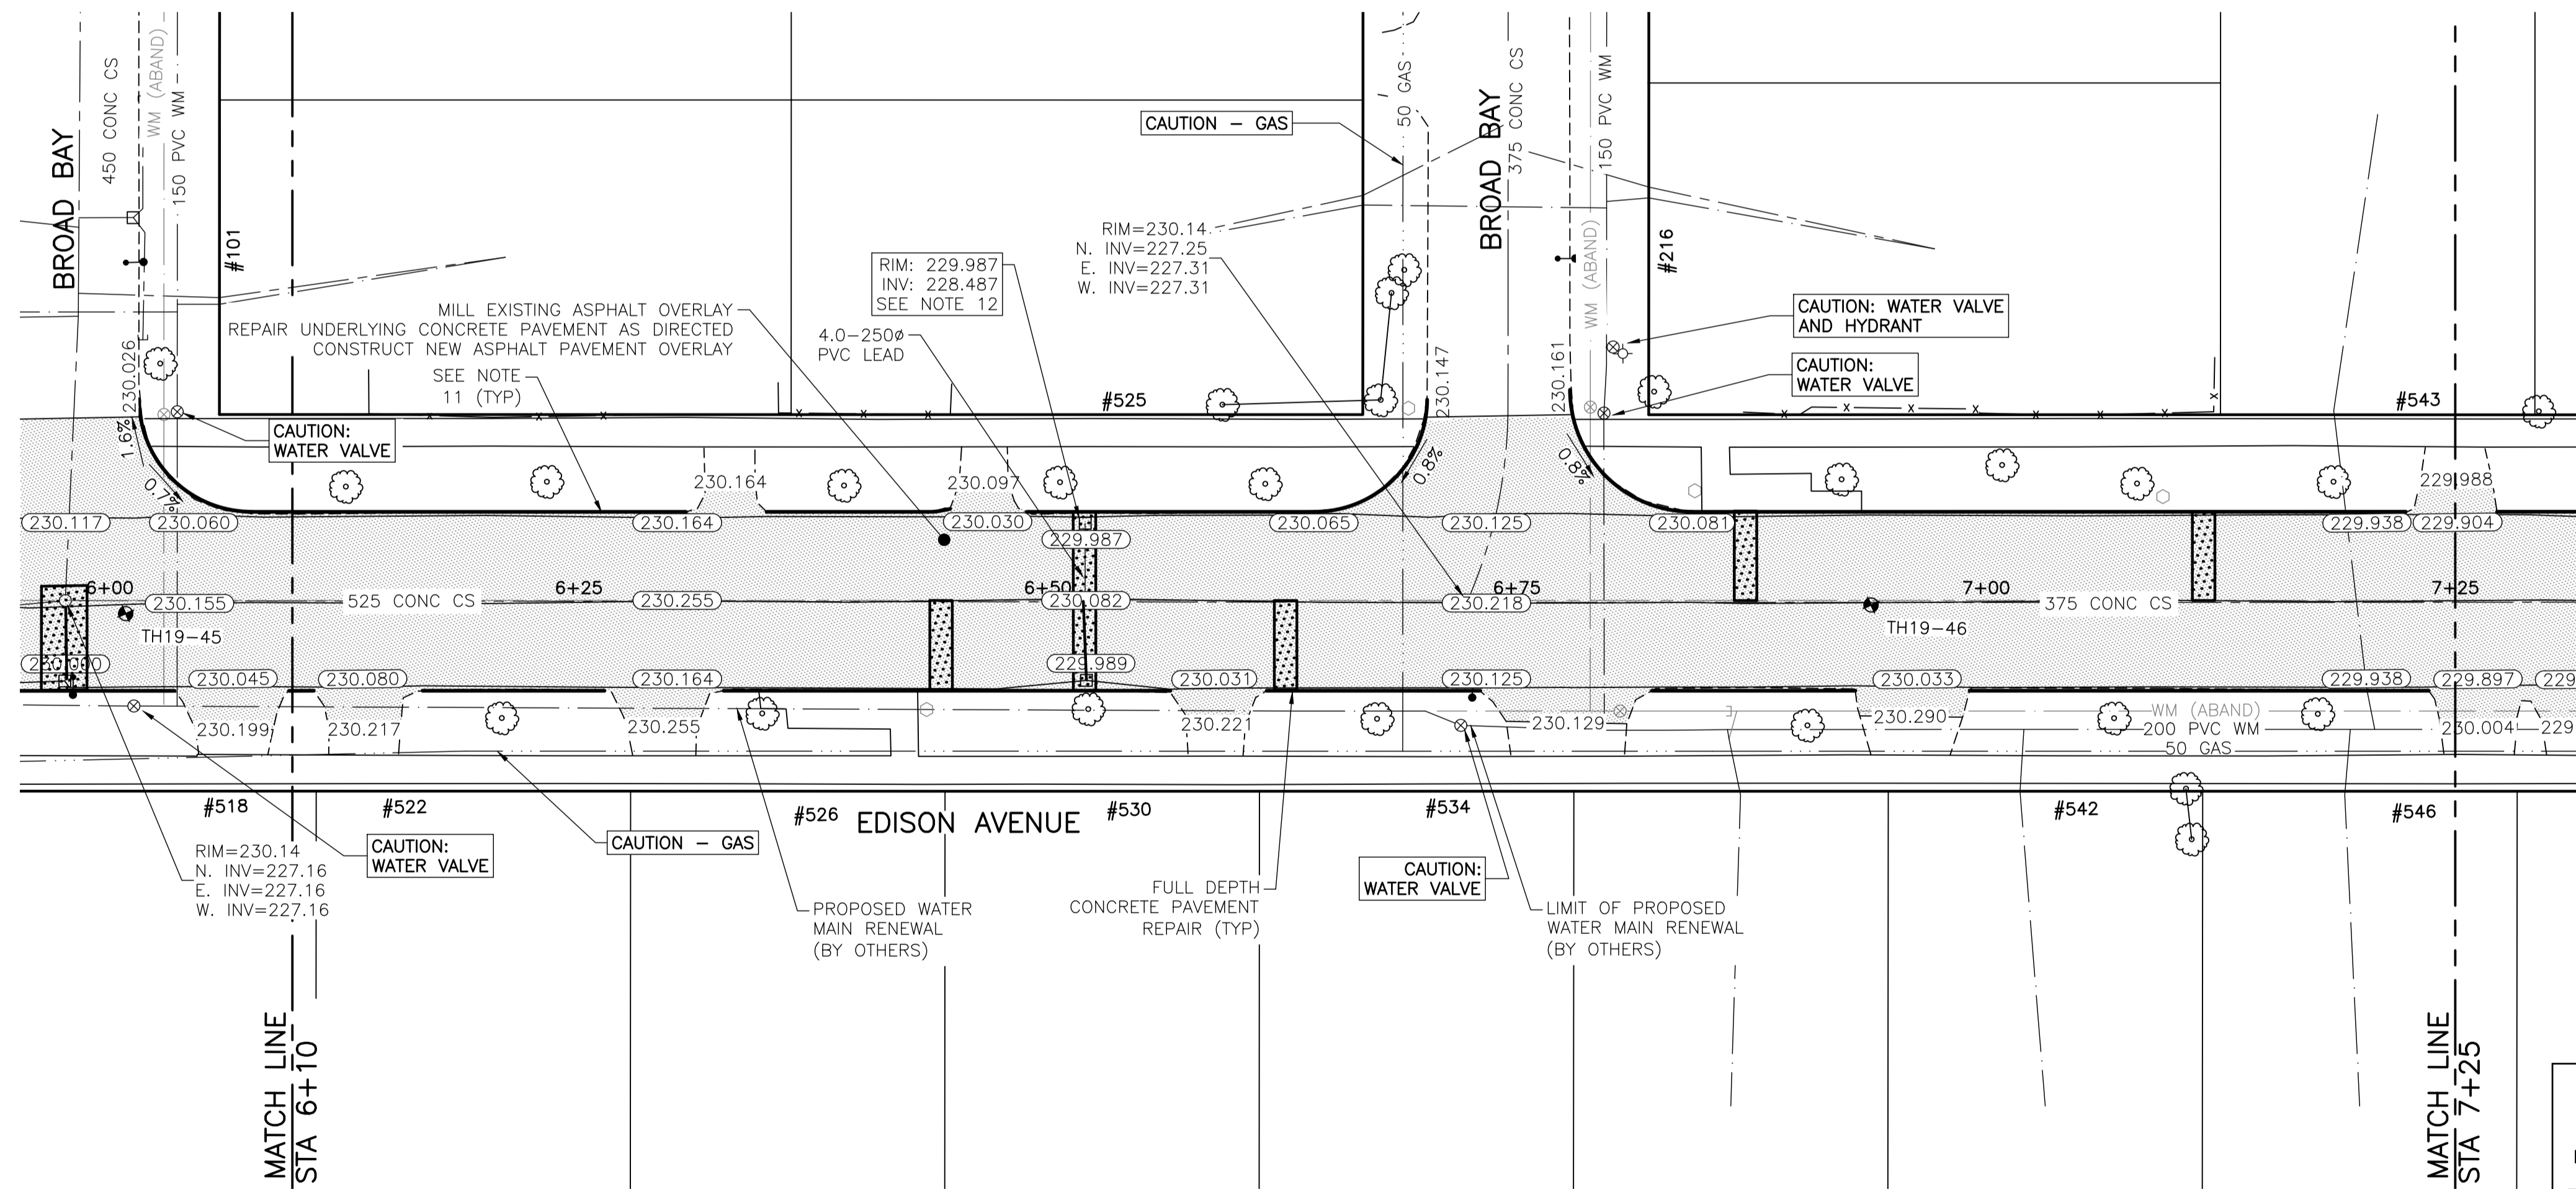 BROAD BAY
450 CONC CS
WM (ABAND)
150 PVC WM
#101
CAUTION – GAS
50 GAS
BROAD BAY
375 CONC CS
150 PVC WM
WM (ABAND)
#216
RIM=230.14
N. INV=227.25
E. INV=227.31
W. INV=227.31
RIM: 229.987
INV: 228.487
SEE NOTE 12
MILL EXISTING ASPHALT OVERLAY
REPAIR UNDERLYING CONCRETE PAVEMENT AS DIRECTED
CONSTRUCT NEW ASPHALT PAVEMENT OVERLAY
4.0-250ø
PVC LEAD
SEE NOTE
11 (TYP)
CAUTION: WATER VALVE
AND HYDRANT
CAUTION:
WATER VALVE
230.026
1.6%
0.7%
CAUTION:
WATER VALVE
#525
230.147
0.8%
230.161
0.8%
#543
230.164
230.097
229.988
230.117
230.060
230.164
230.030
229.987
230.065
230.125
230.081
229.938
229.904
6+00
6+25
6+50
6+75
7+00
7+25
230.155
525 CONC CS
230.255
230.082
230.218
375 CONC CS
TH19-45
TH19-46
229.989
230.045
230.080
230.164
230.031
230.125
230.033
229.938
229.897
229
230.199
230.217
230.255
230.221
230.129
230.290
WM (ABAND)
200 PVC WM
50 GAS
230.004
229
#518
#522
#526
EDISON AVENUE
#530
#534
#542
#546
RIM=230.14
N. INV=227.16
E. INV=227.16
W. INV=227.16
CAUTION:
WATER VALVE
CAUTION – GAS
PROPOSED WATER
MAIN RENEWAL
(BY OTHERS)
FULL DEPTH
CONCRETE PAVEMENT
REPAIR (TYP)
CAUTION:
WATER VALVE
LIMIT OF PROPOSED
WATER MAIN RENEWAL
(BY OTHERS)
MATCH LINE
STA 6+10
MATCH LINE
STA 7+25